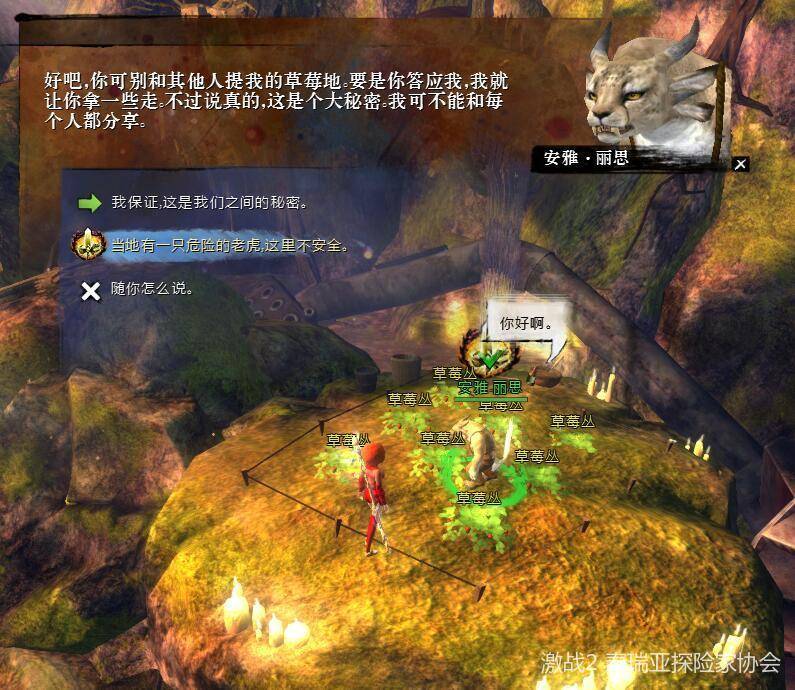 好吧,你可别和其他人提我的草莓地。要是你答应我,我就
让你拿一些走。不过说真的,这是个大秘密。我可不能和每
个人都分享。
安雅·丽思
我保证,这是我们之间的秘密。
当地有一只危险的老虎,这里不安全。
随你怎么说。
你好啊。
草莓丛
安雅·丽思
草莓丛
草莓丛
草莓丛
草莓丛
草莓丛
草莓丛
草莓丛
激战2 泰瑞亚探险家协会